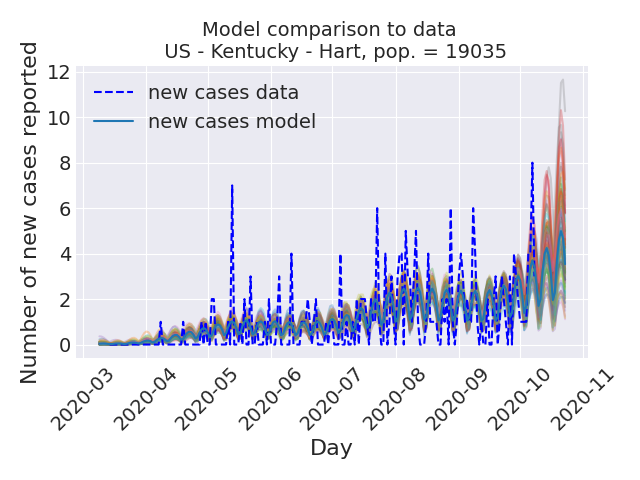 Model comparison to data
US - Kentucky - Hart, pop. = 19035
Number of new cases reported
12
10
8
6
4
2
0
new cases data
new cases model
2020-03
2020-04
2020-05
2020-06
2020-07
2020-08
2020-09
2020-10
2020-11
Day